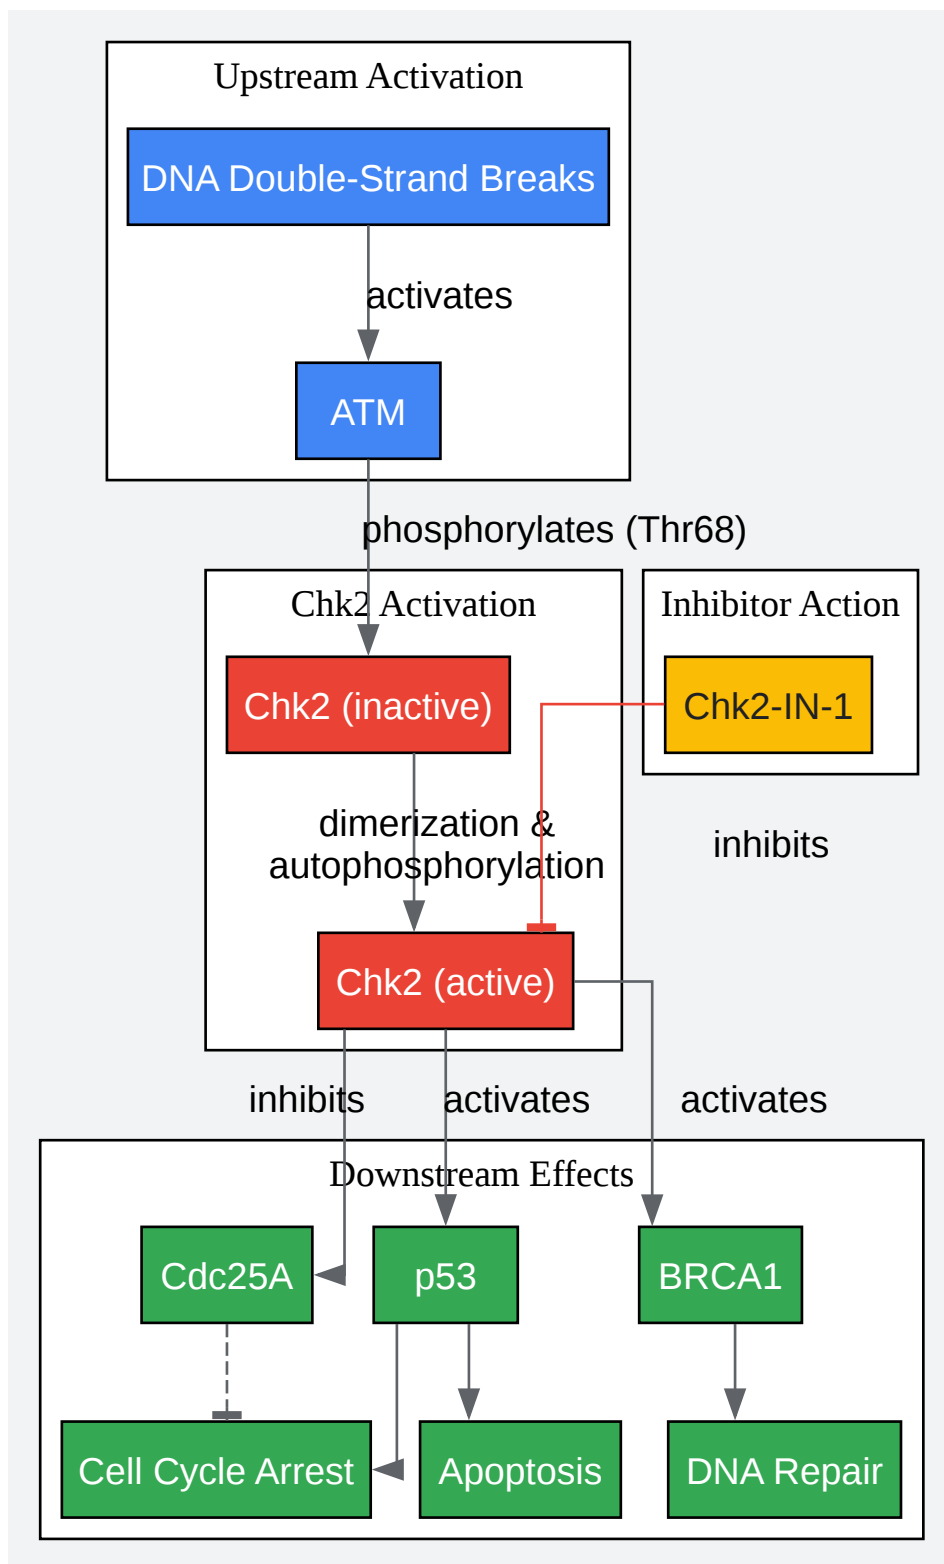 Upstream Activation
DNA Double-Strand Breaks
activates
ATM
phosphorylates (Thr68)
Chk2 Activation
Inhibitor Action
Chk2 (inactive)
Chk2-IN-1
dimerization &
autophosphorylation
inhibits
Chk2 (active)
inhibits
activates
activates
Downstream Effects
Cdc25A
p53
BRCA1
Cell Cycle Arrest
Apoptosis
DNA Repair